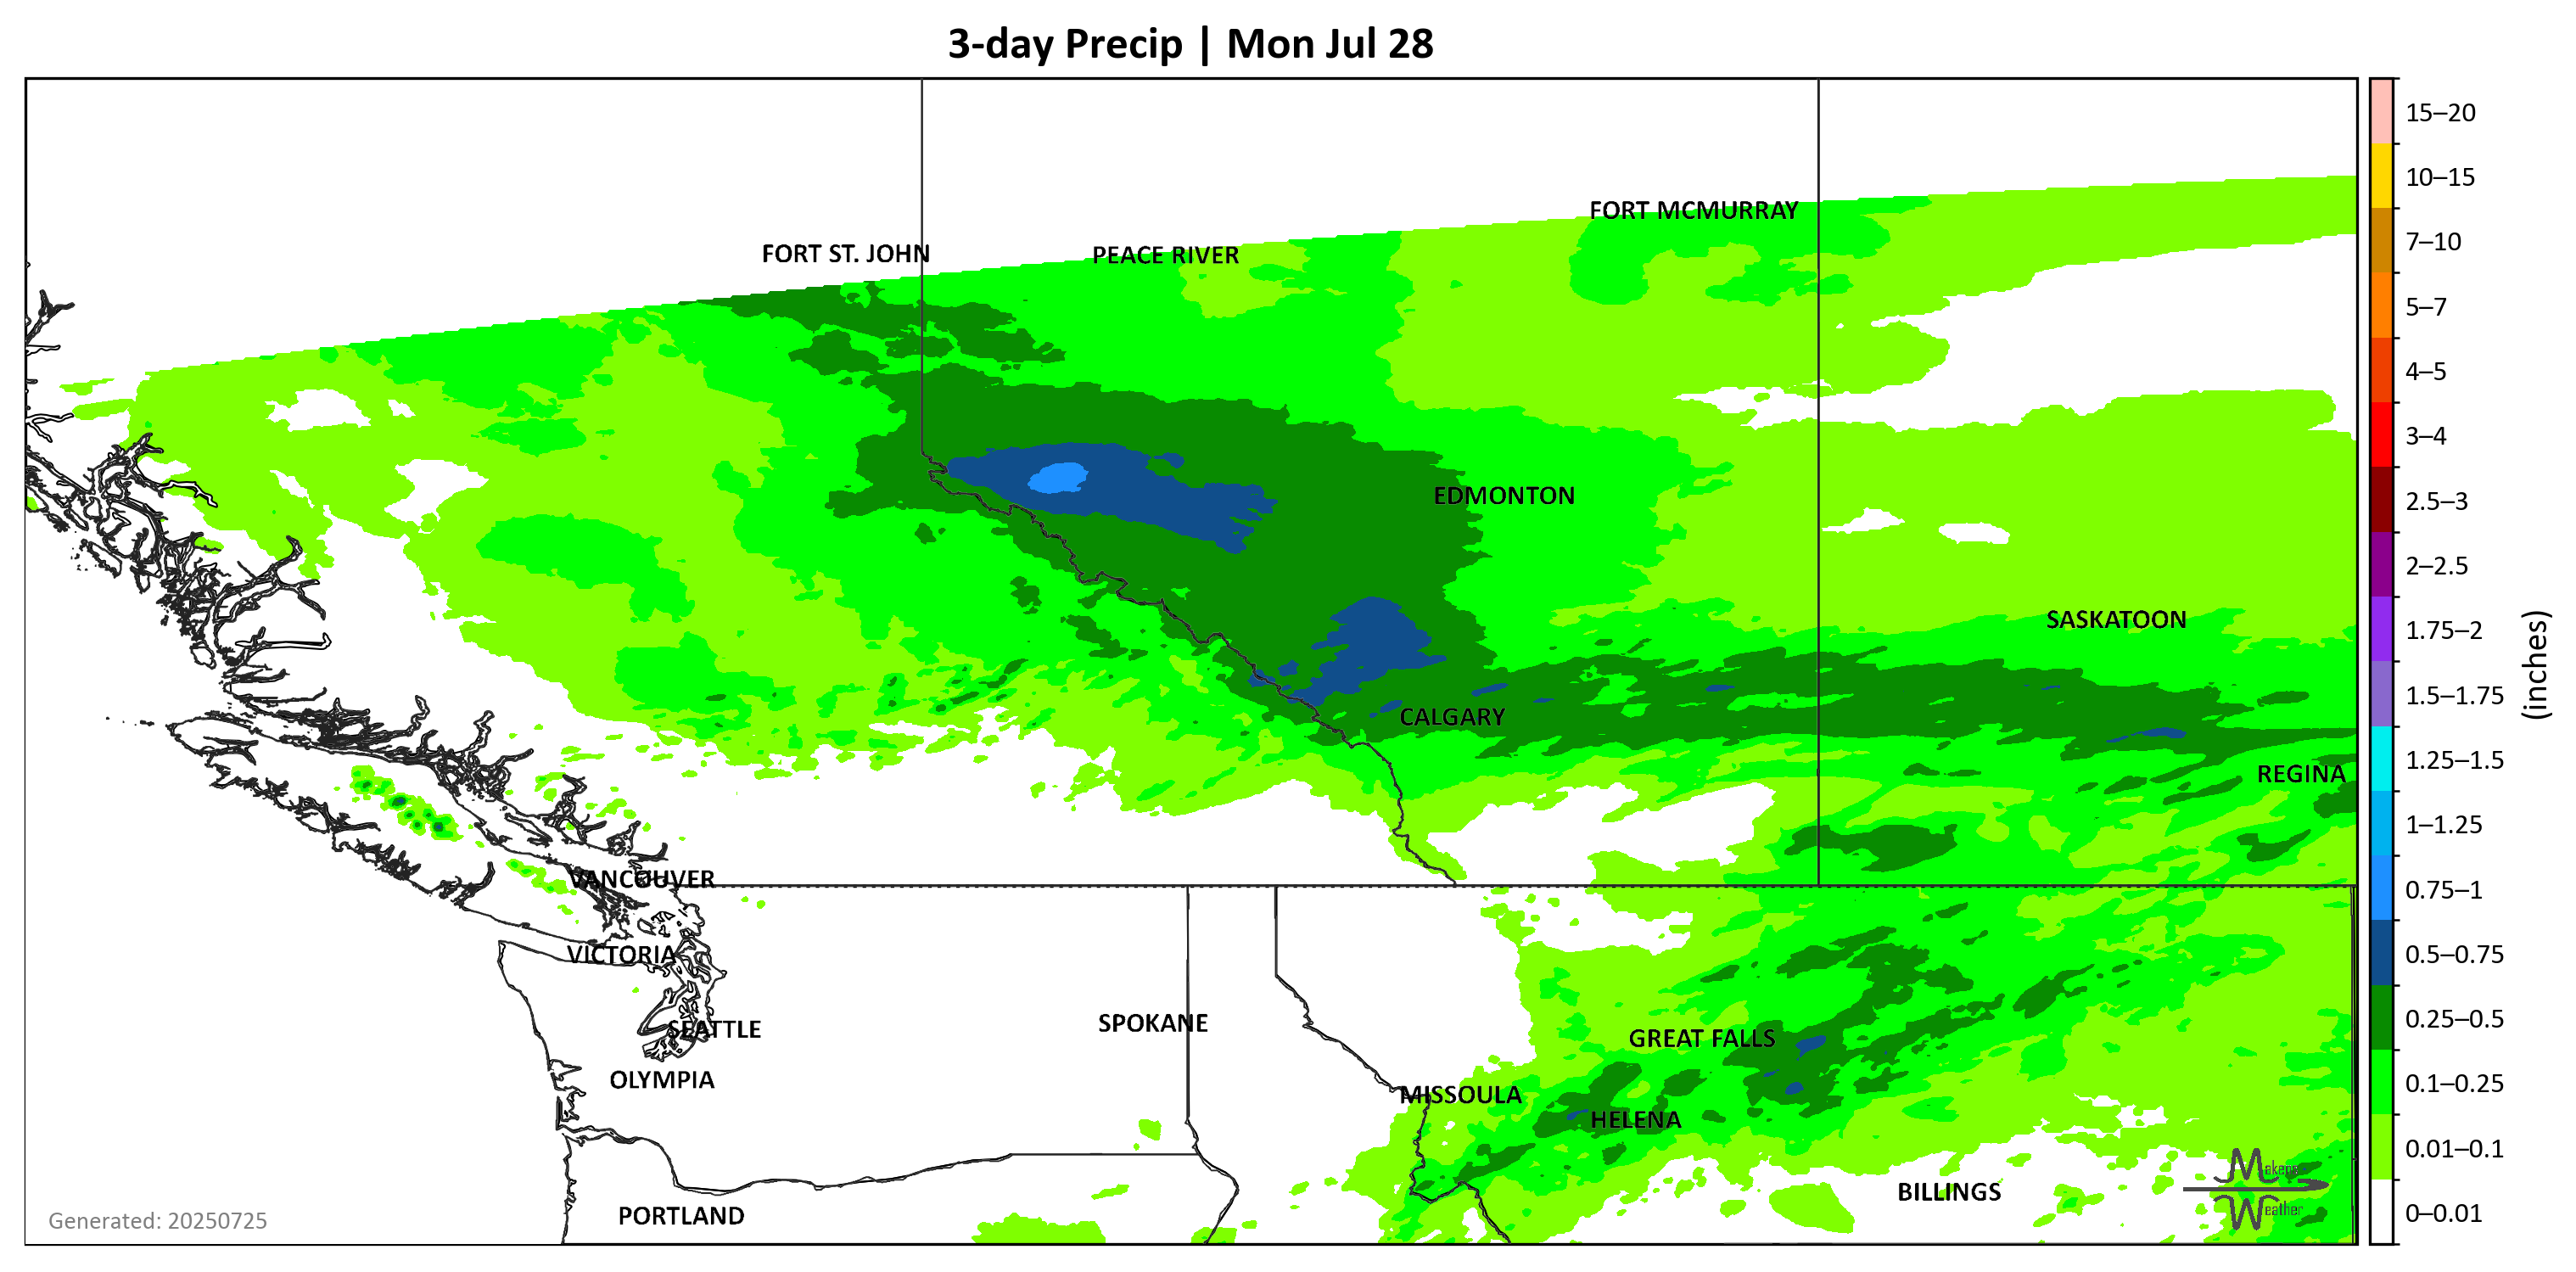 3-day Precip | Mon Jul 28
15–20
10–15
7–10
5–7
4–5
3–4
2.5–3
2–2.5
1.75–2
1.5–1.75
1.25–1.5
1–1.25
0.75–1
0.5–0.75
0.25–0.5
0.1–0.25
0.01–0.1
0–0.01
(inches)
FORT MCMURRAY
FORT ST. JOHN
PEACE RIVER
EDMONTON
SASKATOON
CALGARY
REGINA
VANCOUVER
VICTORIA
SPOKANE
SEATTLE
GREAT FALLS
OLYMPIA
MISSOULA
HELENA
BILLINGS
PORTLAND
Makens
Weather
Generated: 20250725